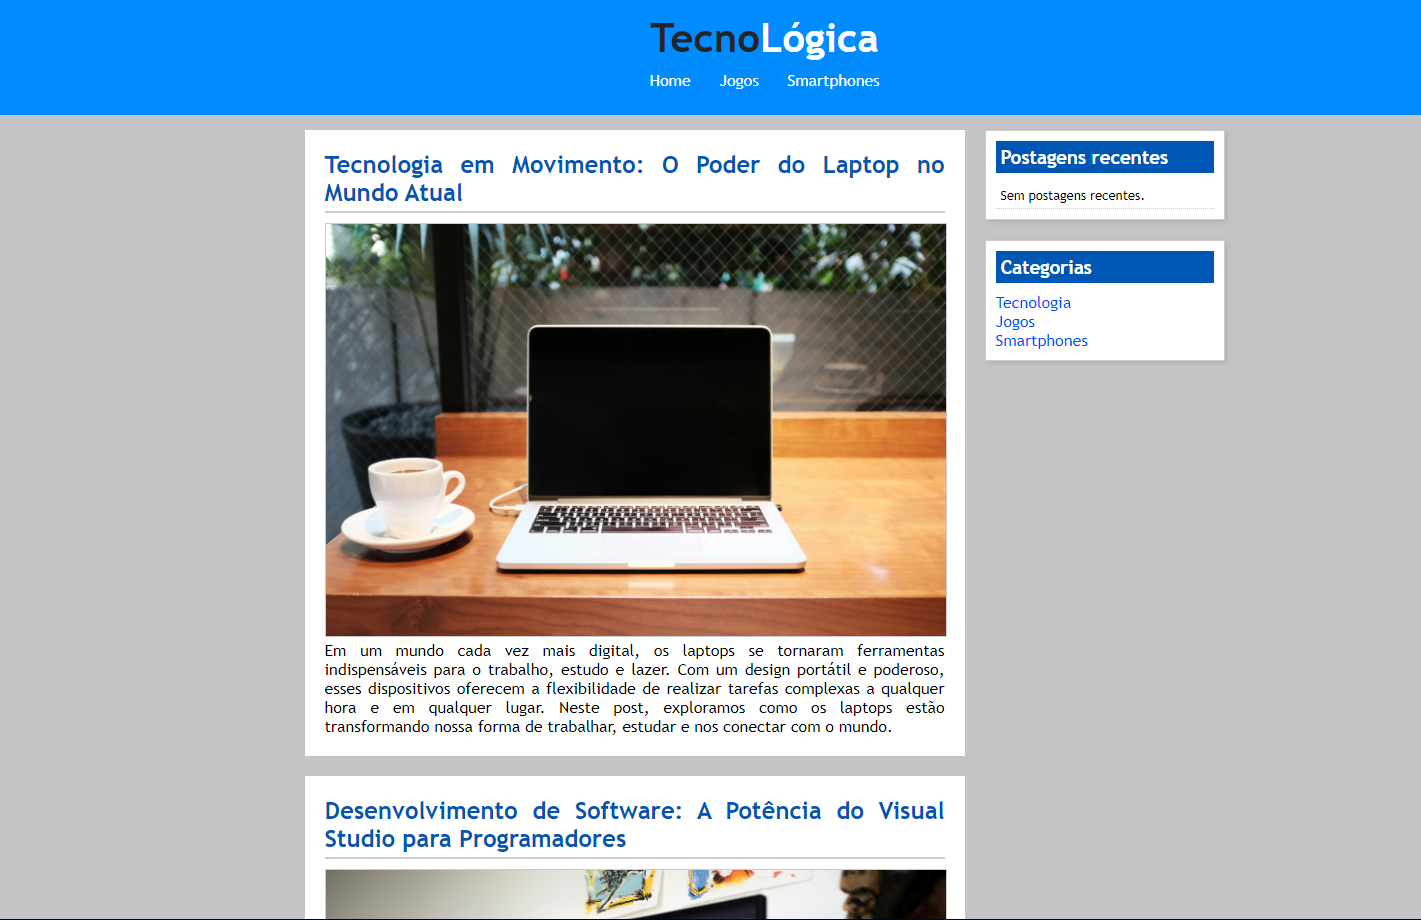 TecnoLógica
Home Jogos Smartphones
Tecnologia em Movimento: O Poder do Laptop no
Mundo Atual
Em um mundo cada vez mais digital, os laptops se tornaram ferramentas
indispensáveis para o trabalho, estudo e lazer. Com um design portátil e poderoso,
esses dispositivos oferecem a flexibilidade de realizar tarefas complexas a qualquer
hora e em qualquer lugar. Neste post, exploramos como os laptops estão
transformando nossa forma de trabalhar, estudar e nos conectar com o mundo.
Desenvolvimento de Software: A Potência do Visual
Studio para Programadores
Postagens recentes
Sem postagens recentes.
Categorias
Tecnologia
Jogos
Smartphones